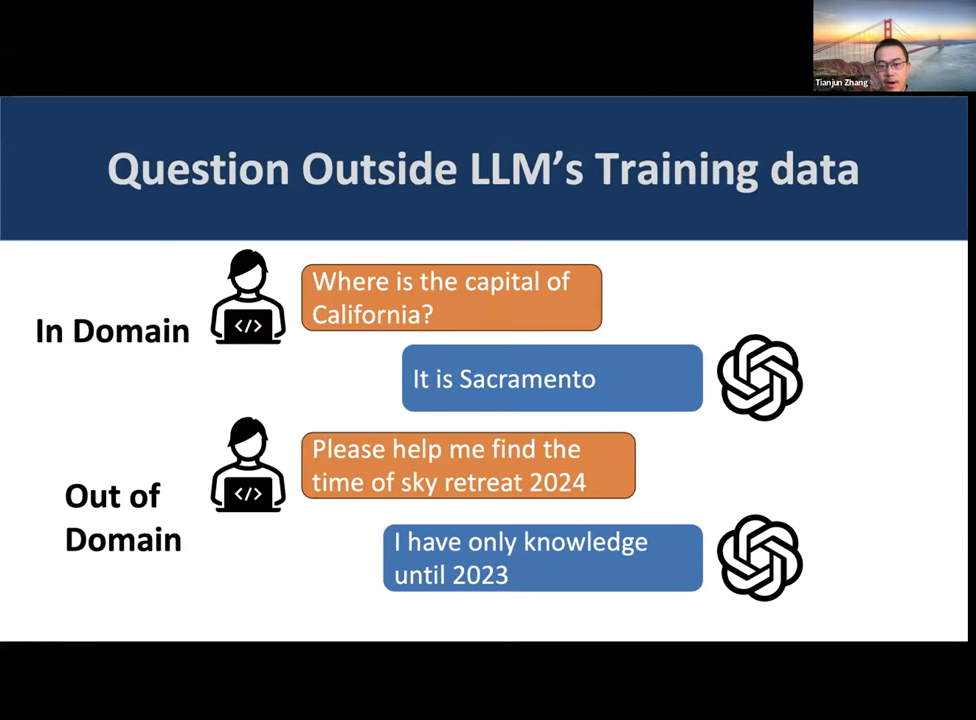 Tianjun Zhang
Question Outside LLM's Training data
In Domain
</>
Where is the capital of
California?
It is Sacramento
Out of
Domain
</>
Please help me find the
time of sky retreat 2024
I have only knowledge
until 2023